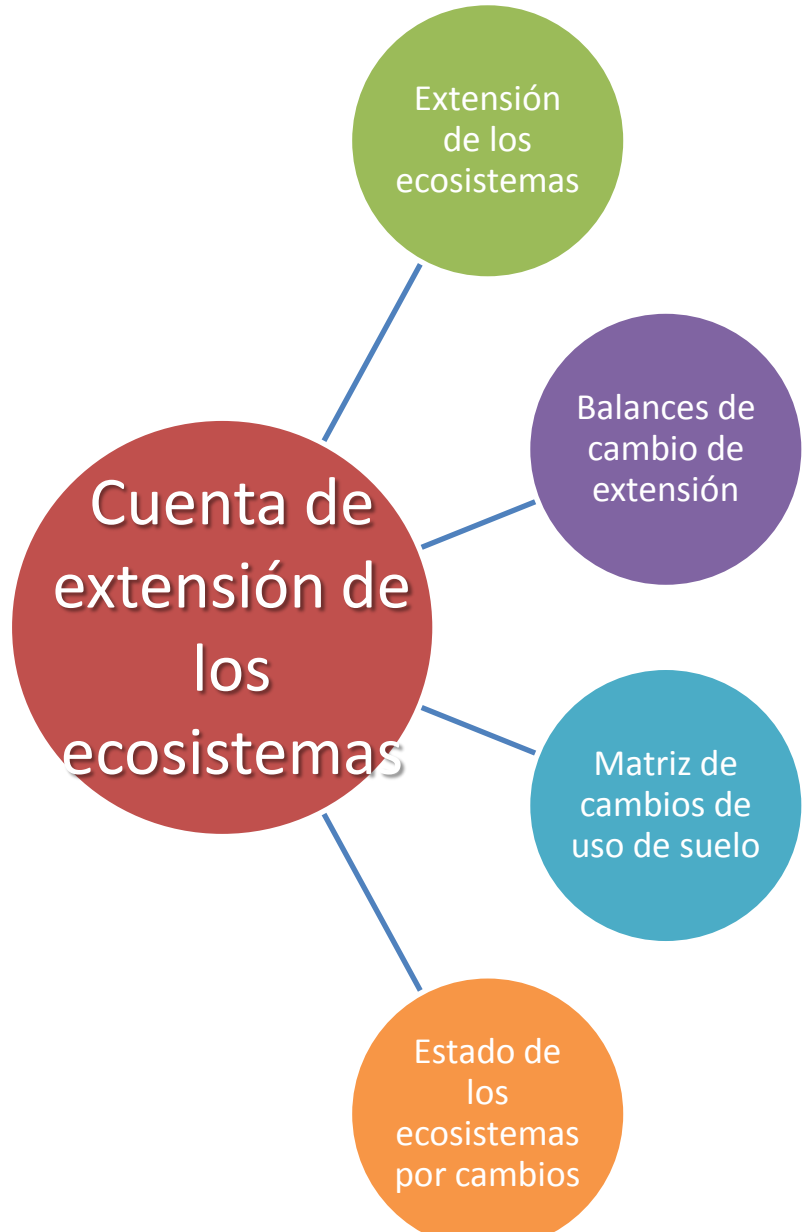 Extensión
de los
ecosistemas
Balances de
cambio de
extensión
Cuenta de
extensión de
los
ecosistemas
Matriz de
cambios de
uso de suelo
Estado de
los
ecosistemas
por cambios